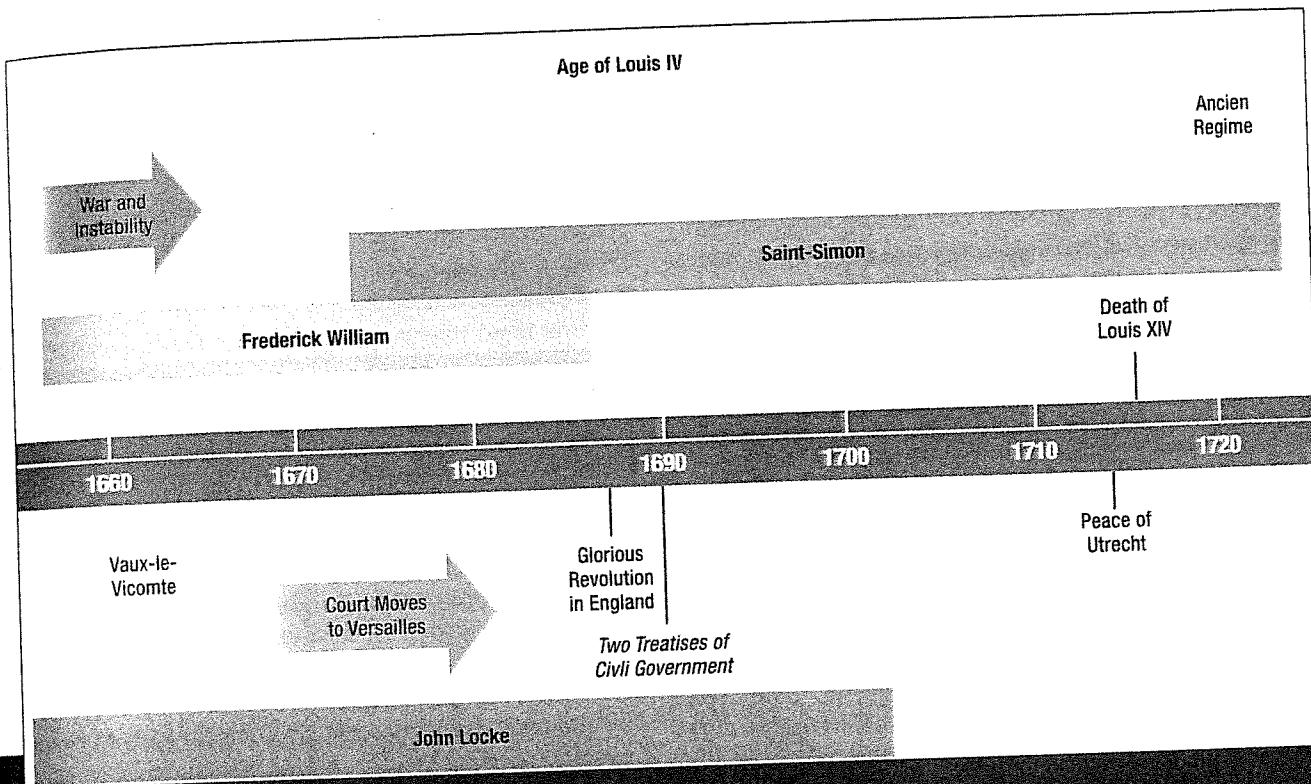 Age of Louis IV
Ancien
Regime
War and
Instability
Saint-Simon
Frederick William
Death of
Louis XIV
1660
1670
1680
1690
1700
1710
1720
Vaux-le-
Vicomte
Court Moves
to Versailles
Glorious
Revolution
in England
Two Treatises of
Civli Government
Peace of
Utrecht
John Locke